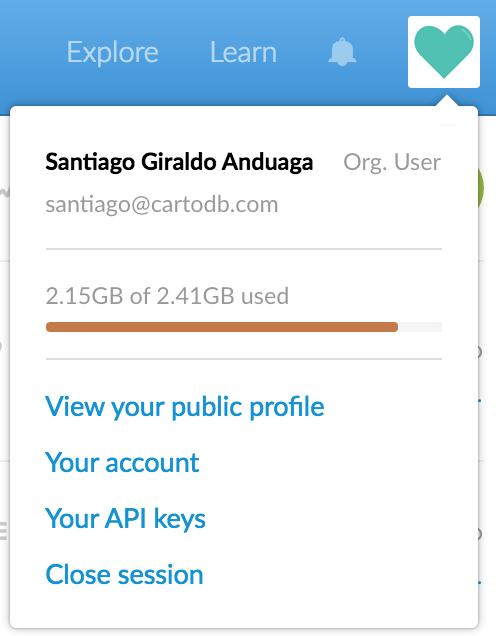 Explore Learn
Santiago Giraldo Anduaga Org. User
santiago@cartodb.com
2.15GB of 2.41GB used
View your public profile
Your account
Your API keys
Close session